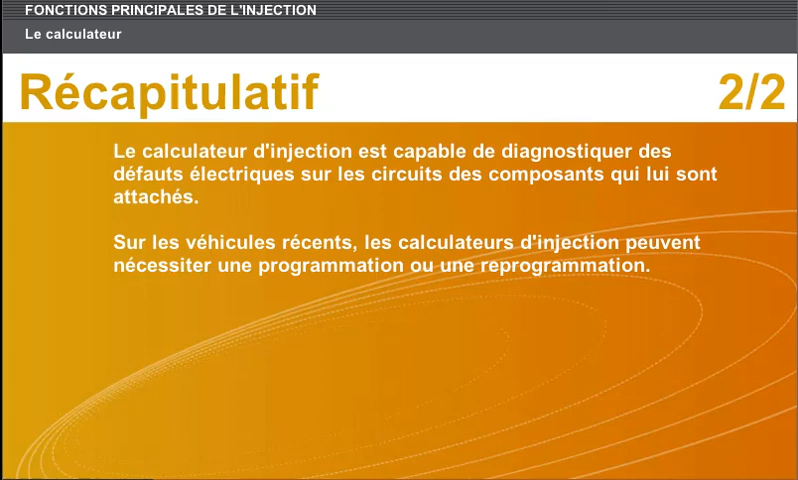 FONCTIONS PRINCIPALES DE L'INJECTION
Le calculateur
Récapitulatif 2/2
Le calculateur d'injection est capable de diagnostiquer des
défauts électriques sur les circuits des composants qui lui sont
attachés.
Sur les véhicules récents, les calculateurs d'injection peuvent
nécessiter une programmation ou une reprogrammation.